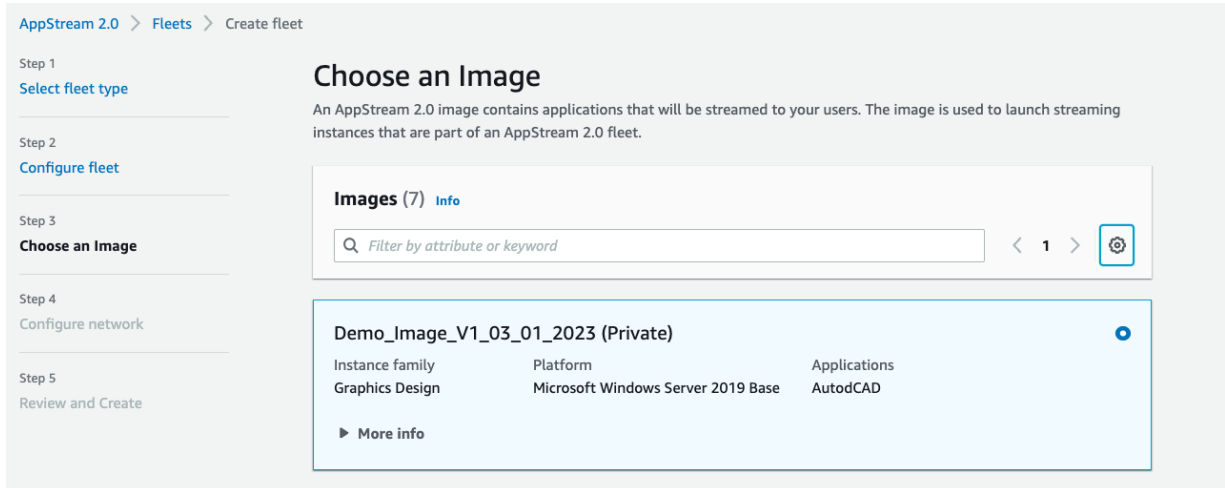 AppStream 2.0 > Fleets > Create fleet
Step 1
Select fleet type
Step 2
Configure fleet
Step 3
Choose an Image
Step 4
Configure network
Step 5
Review and Create
Choose an Image
An AppStream 2.0 image contains applications that will be streamed to your users. The image is used to launch streaming
instances that are part of an AppStream 2.0 fleet.
Images (7) Info
Filter by attribute or keyword
< 1 >
Demo_Image_V1_03_01_2023 (Private)
Instance family Platform Applications
Graphics Design Microsoft Windows Server 2019 Base AutodCAD
More info